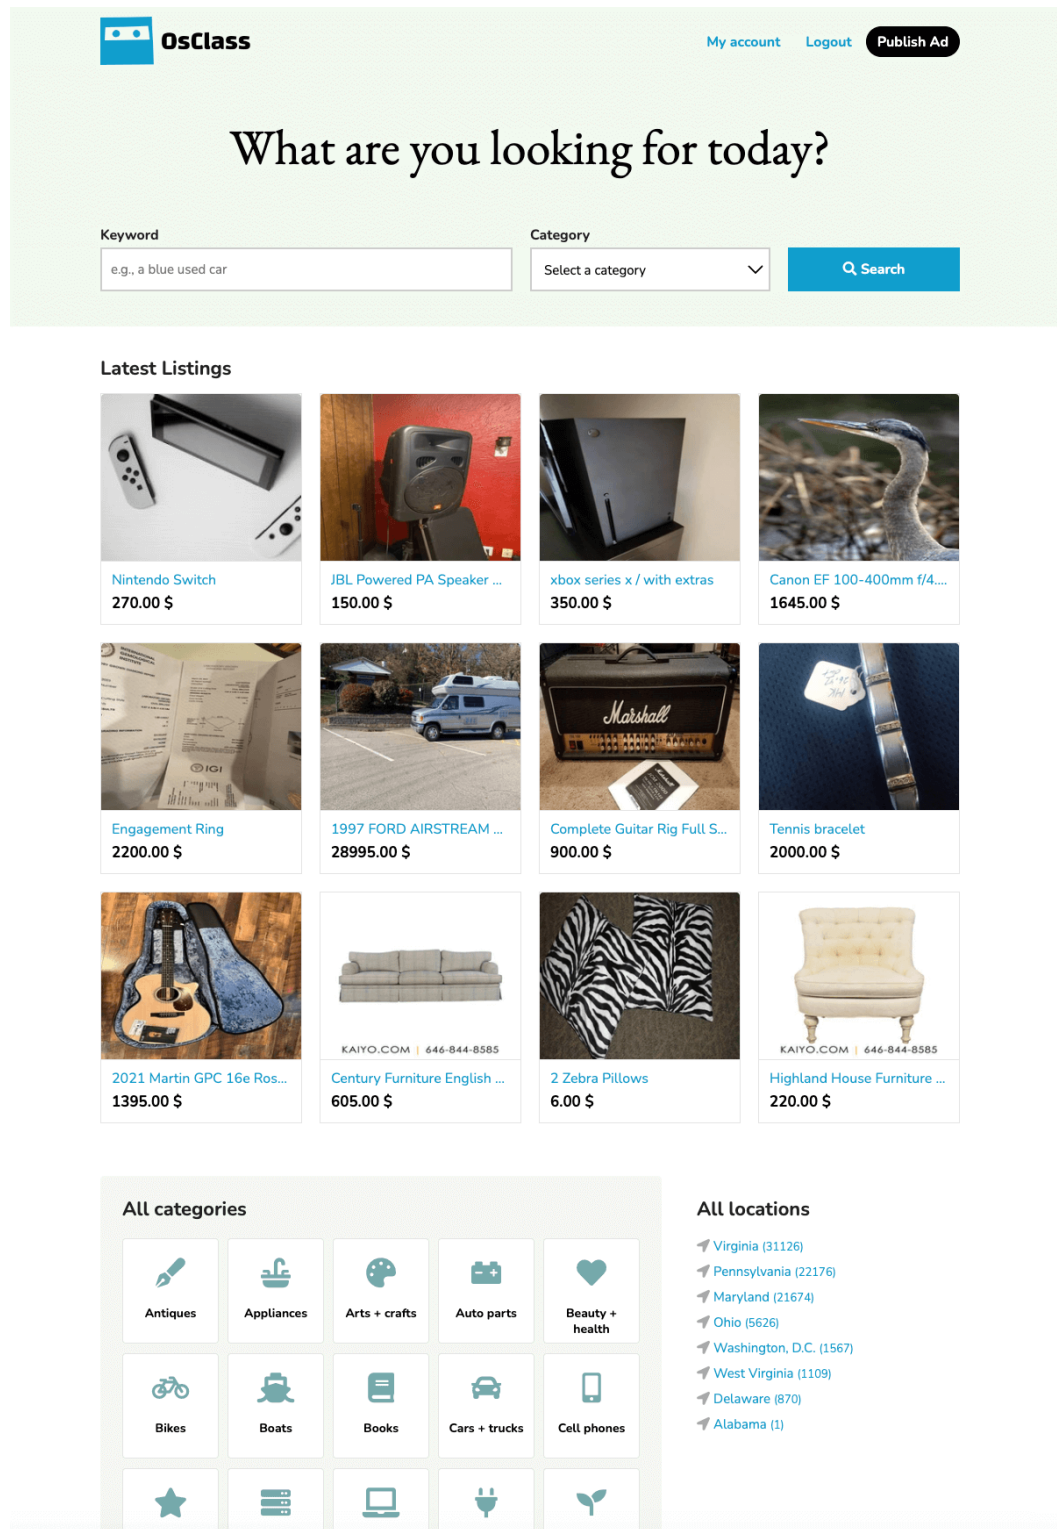 OsClass
My account Logout Publish Ad
What are you looking for today?
Keyword
Category
e.g., a blue used car
Select a category
Search
Latest Listings
Nintendo Switch
270.00 $
JBL Powered PA Speaker ...
150.00 $
xbox series x / with extras
350.00 $
Canon EF 100-400mm f/4....
1645.00 $
INTERNATIONAL
GEMOLOGICAL
INSTITUTE
IGI
Engagement Ring
2200.00 $
1997 FORD AIRSTREAM ...
28995.00 $
Marshall
Marshall
Complete Guitar Rig Full S...
900.00 $
Tennis bracelet
2000.00 $
2021 Martin GPC 16e Ros...
1395.00 $
KAIYO.COM | 646-844-8585
Century Furniture English ...
605.00 $
2 Zebra Pillows
6.00 $
KAIYO.COM | 646-844-8585
Highland House Furniture ...
220.00 $
All categories
Antiques
Appliances
Arts + crafts
Auto parts
Beauty +
health
Bikes
Boats
Books
Cars + trucks
Cell phones
All locations
Virginia (31126)
Pennsylvania (22176)
Maryland (21674)
Ohio (5626)
Washington, D.C. (1567)
West Virginia (1109)
Delaware (870)
Alabama (1)